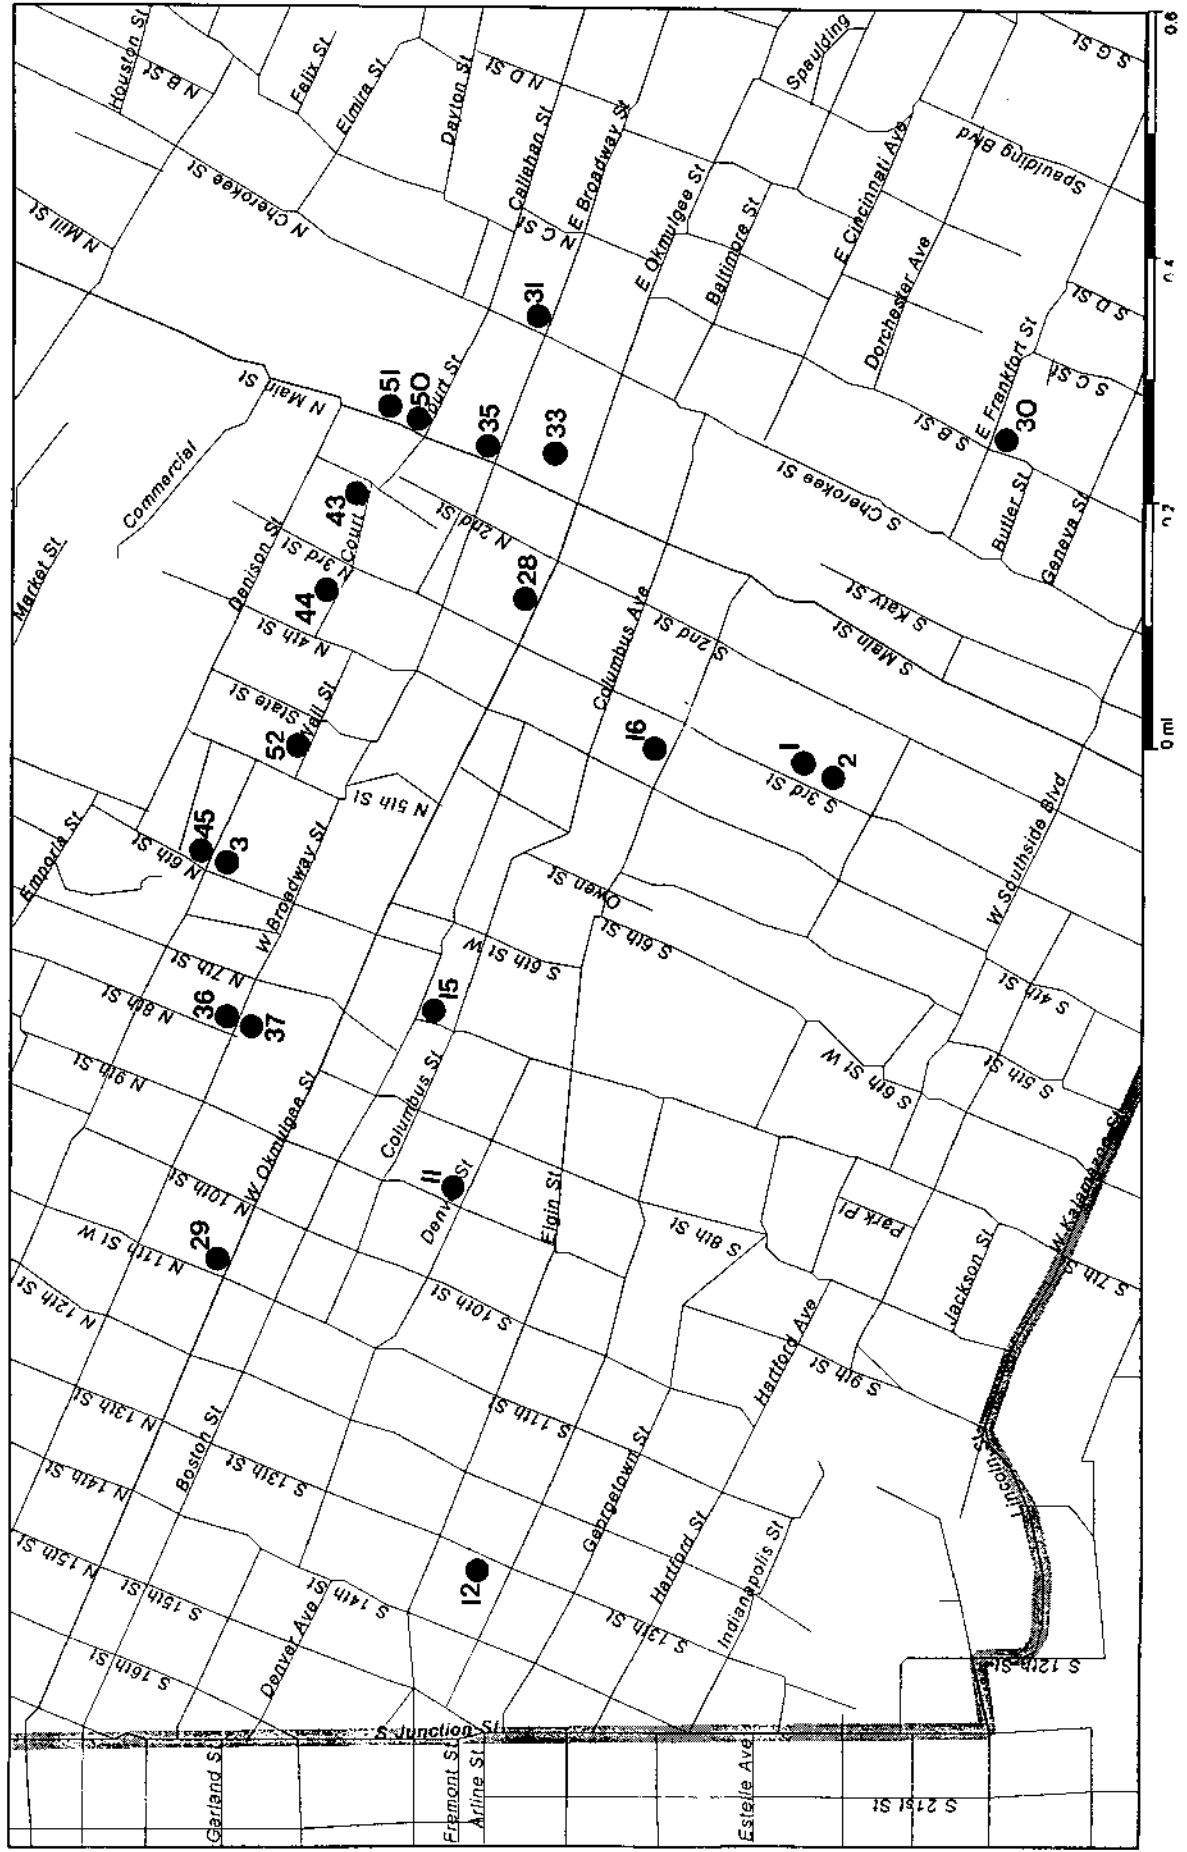 Houston St
N B St
Felix St
Elmira St
Dayton St
N D St
Callahan St
E Broadway St
N C St
Spaulding
S G St
0.6
N Mill St
N Cherokee St
E Okmulgee St
Baltimore St
E Cincinnati Ave
Spaulding Blvd
Dorchester Ave
S D St
E Frankfort St
S C St
N Main St
51
50
31
35
33
S B St
30
Commercial
43
Court
N 2nd St
S Cherokee St
Butler St
Geneva St
Market St
Denison St
N 3rd St
44
28
N 4th St
Columbus Ave
S 2nd St
S Katy St
S Main St
State St
Wall St
52
16
1
2
S 3rd St
0 mi
Emporia St
45
3
N 6th St
N 5th St
W Broadway St
Owen St
S 6th St
W Southside Blvd
N 7th St
S 6th St W
S 4th St
36
37
N 8th St
15
N 9th St
Columbus St
S 6th St W
S 5th St
W Okmulgee St
N 10th St
11
Elgin St
S 8th St
Park Pl
W Kalamazoo St
29
N 11th St W
S 10th St
Jackson St
S 7th St
N 12th St
Hartford Ave
S 9th St
N 13th St
S 11th St
Boston St
S 13th St
Georgetown St
N 14th St
Hartford St
Indianapolis St
12
N 15th St
S 15th St
S 14th St
S 13th St
Denver Ave
S 16th St
S 12th St
S Junction St
Garland S
Fremont St
Arline St
Estelle Ave
S 21st St